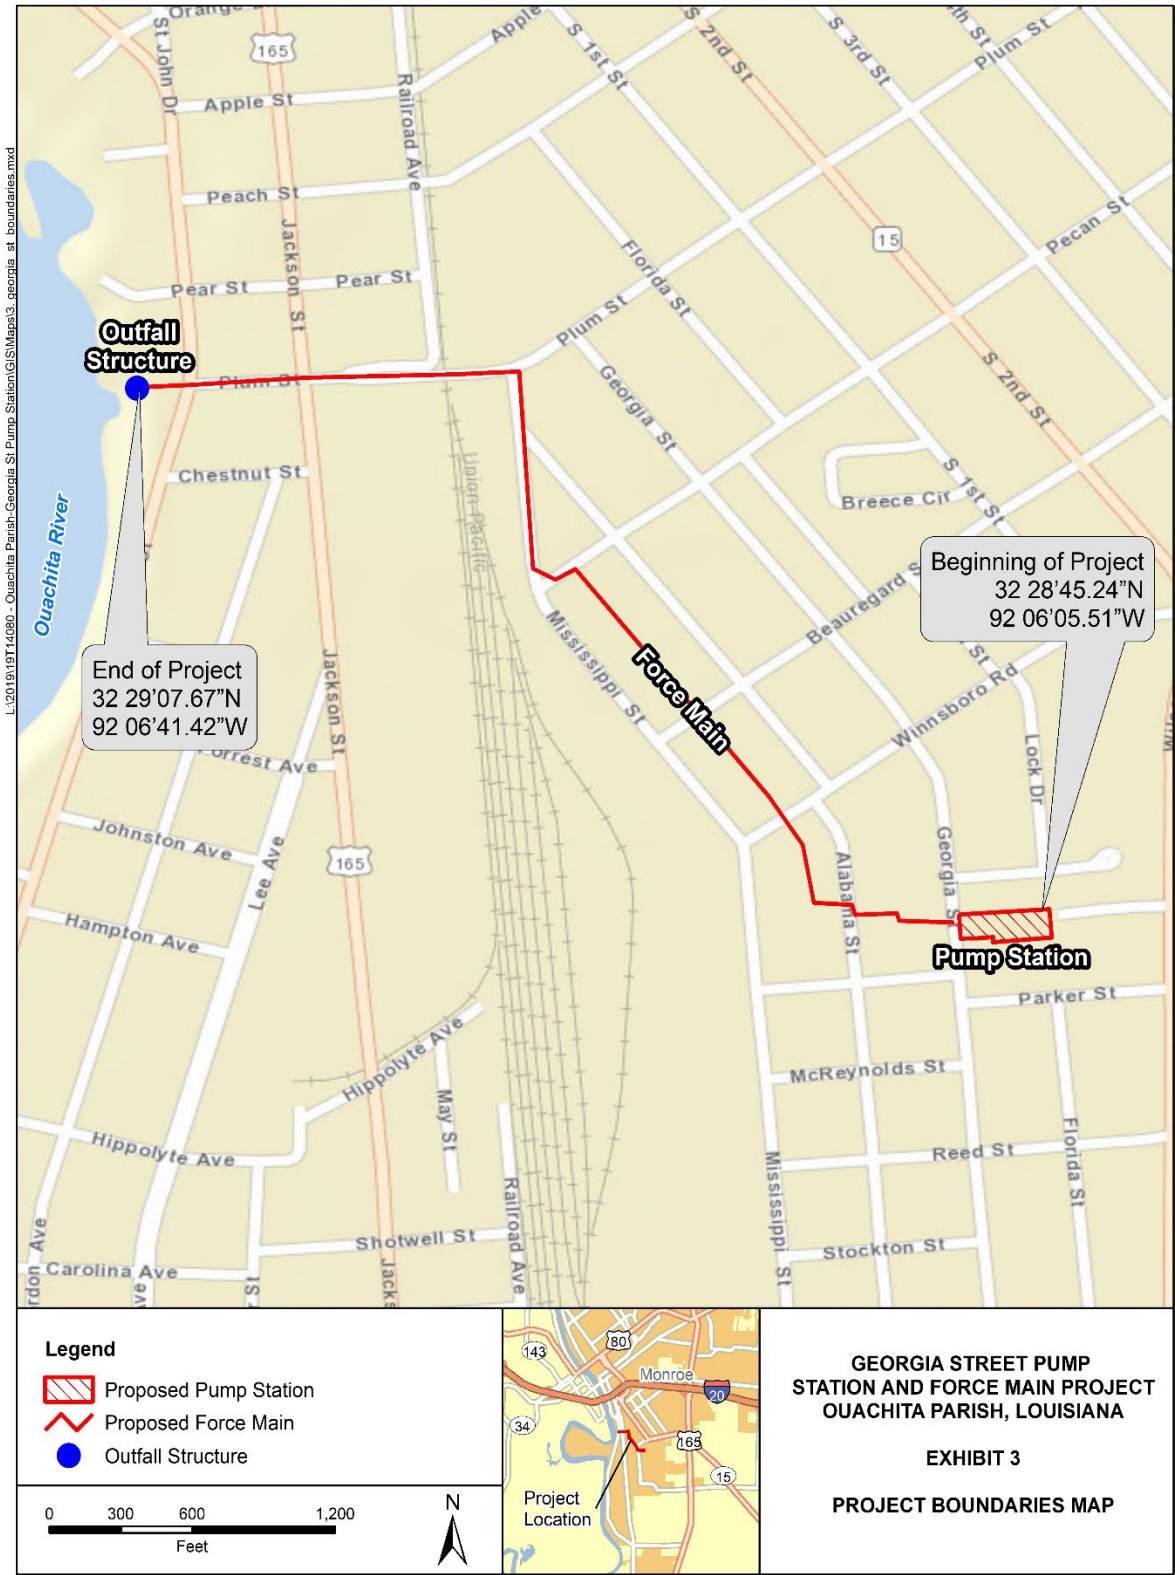 L:\2019\19T14080 - Ouachita Parish-Georgia St Pump Station\GIS\Maps\3. georgia_st_boundaries.mxd
Orange
St John Dr
165
Apple St
Railroad Ave
Apple
S 1st St
S 2nd St
S 3rd St
4th St
Plum St
Peach St
Jackson St
15
Pecan St
Pear St
Pear St
Florida St
Plum St
Outfall
Structure
Plum St
Georgia St
S 2nd St
Chestnut St
Union Pacific
S 1st St
Breece Cir
Ouachita River
Beginning of Project
32 28'45.24"N
92 06'05.51"W
Beauregard S
St
Mississippi St
Force Main
End of Project
32 29'07.67"N
92 06'41.42"W
Jackson St
Winnsboro Rd
Lock Dr
Forrest Ave
Johnston Ave
Lee Ave
165
Alabama St
Georgia S
Hampton Ave
Pump Station
Parker St
Hippolyte Ave
McReynolds St
May St
Hippolyte Ave
Reed St
Florida St
Mississippi St
Railroad Ave
Shotwell St
Stockton St
rdon Ave
Carolina Ave
Ave
r St
Jacks
Legend
Proposed Pump Station
Proposed Force Main
Outfall Structure
0 300 600 1,200
Feet
N
80
143
Monroe
20
34
165
15
Project
Location
GEORGIA STREET PUMP
STATION AND FORCE MAIN PROJECT
OUACHITA PARISH, LOUISIANA
EXHIBIT 3
PROJECT BOUNDARIES MAP